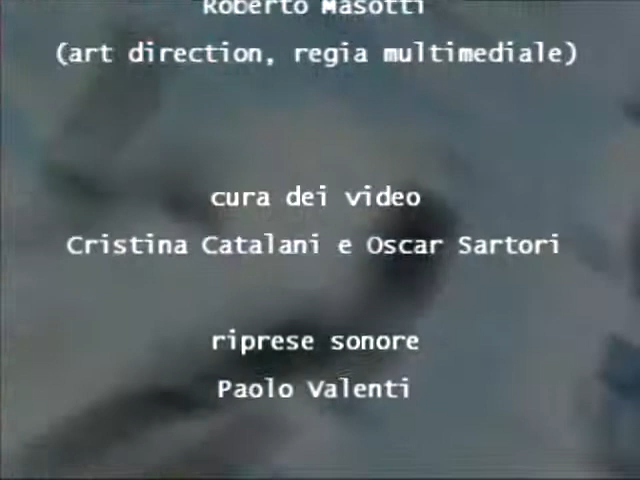 Roberto Masotti
(art direction, regia multimediale)
cura dei video
Cristina Catalani e Oscar Sartori
riprese sonore
Paolo Valenti